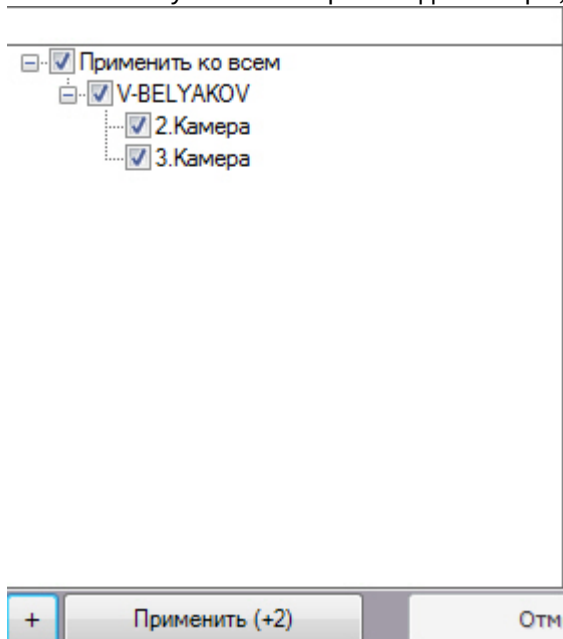 Применить ко всем
V-BELYAKOV
2.Камера
3.Камера
+ Применить (+2) Отм